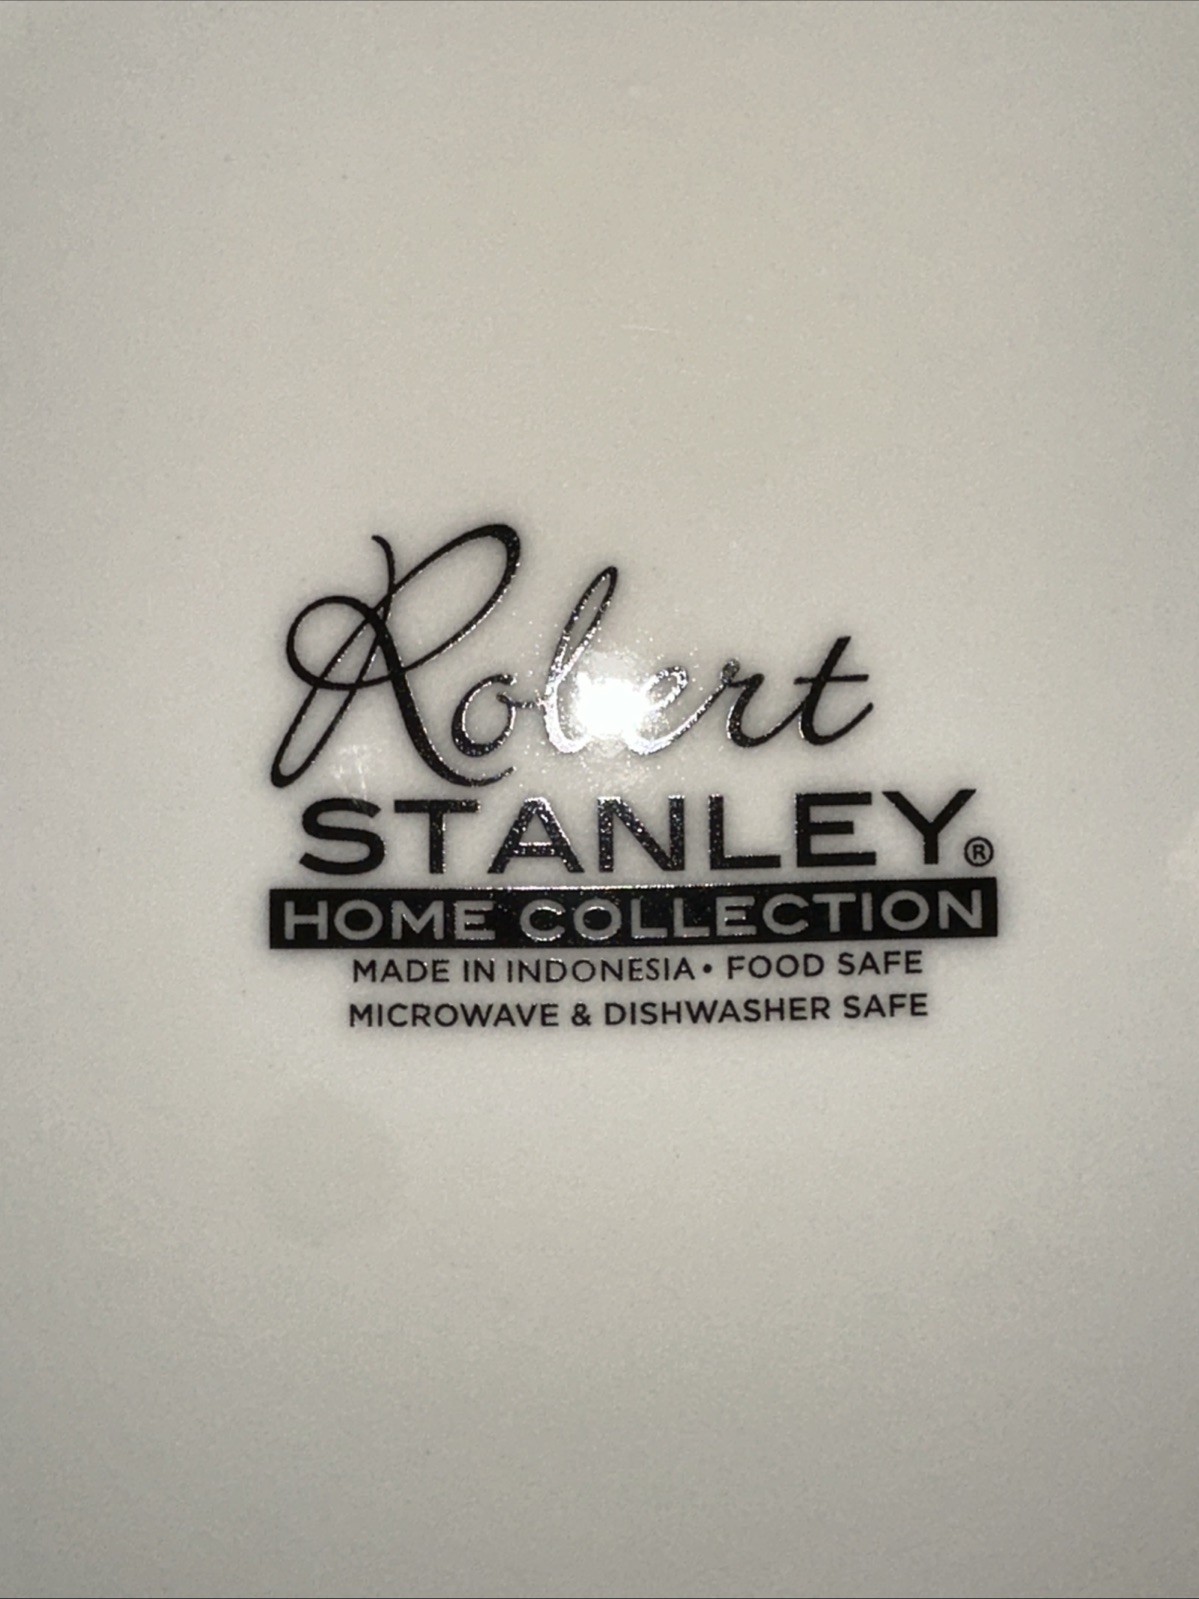 Robert
STANLEY®
HOME COLLECTION
MADE IN INDONESIA • FOOD SAFE
MICROWAVE & DISHWASHER SAFE